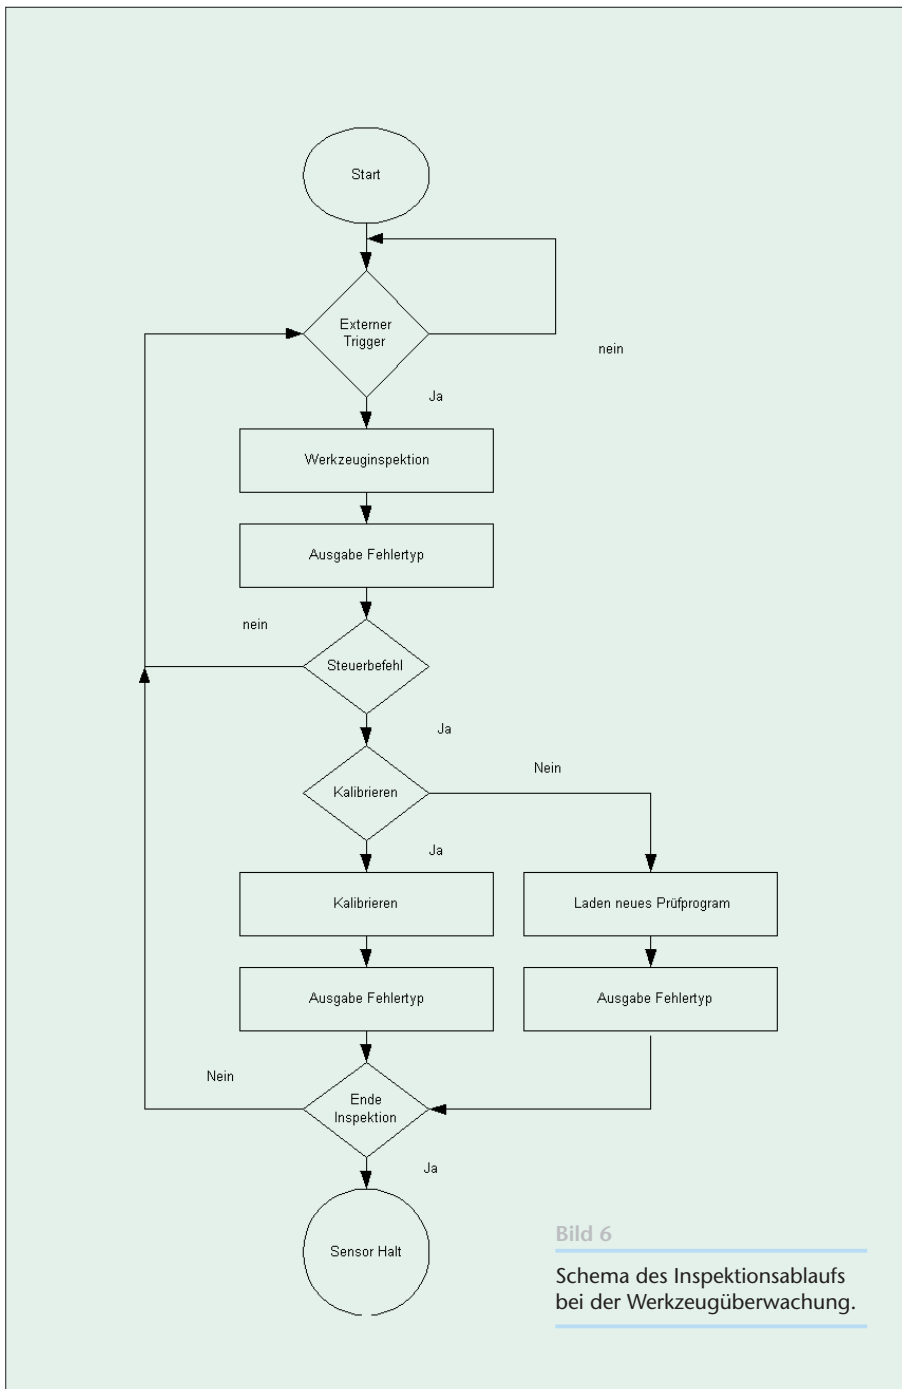 Start
Externer
Trigger
nein
Ja
Werkzeuginspektion
Ausgabe Fehlertyp
nein
Steuerbefehl
Ja
Nein
Kalibrieren
Ja
Kalibrieren
Laden neues Prüfprogram
Ausgabe Fehlertyp
Ausgabe Fehlertyp
Nein
Ende
Inspektion
Ja
Sensor Halt
Bild 6
Schema des Inspektionsablaufs
bei der Werkzeugüberwachung.